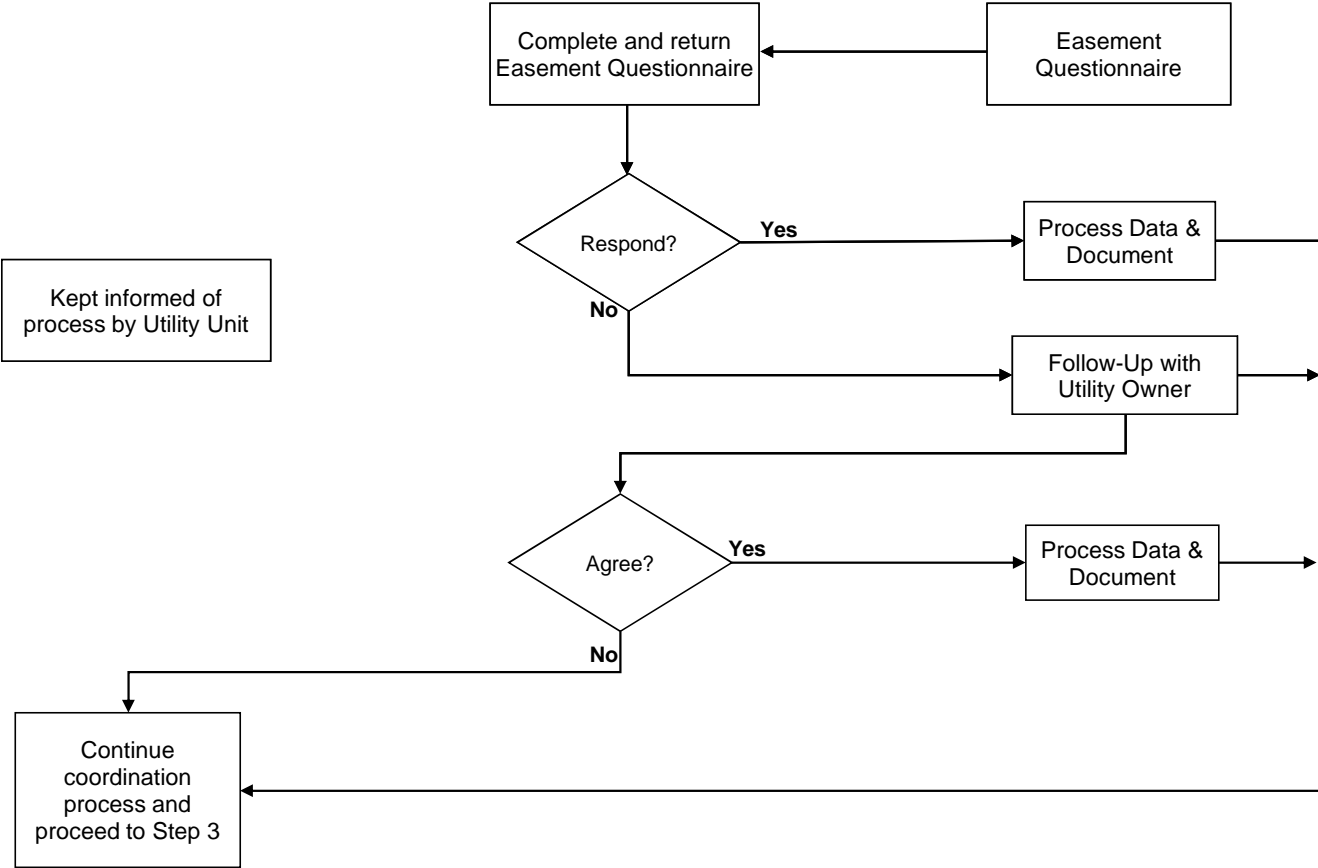 Complete and return
Easement Questionnaire
Easement
Questionnaire
Respond?
Yes
Process Data &
Document
Kept informed of
process by Utility Unit
No
Follow-Up with
Utility Owner
Agree?
Yes
Process Data &
Document
No
Continue
coordination
process and
proceed to Step 3